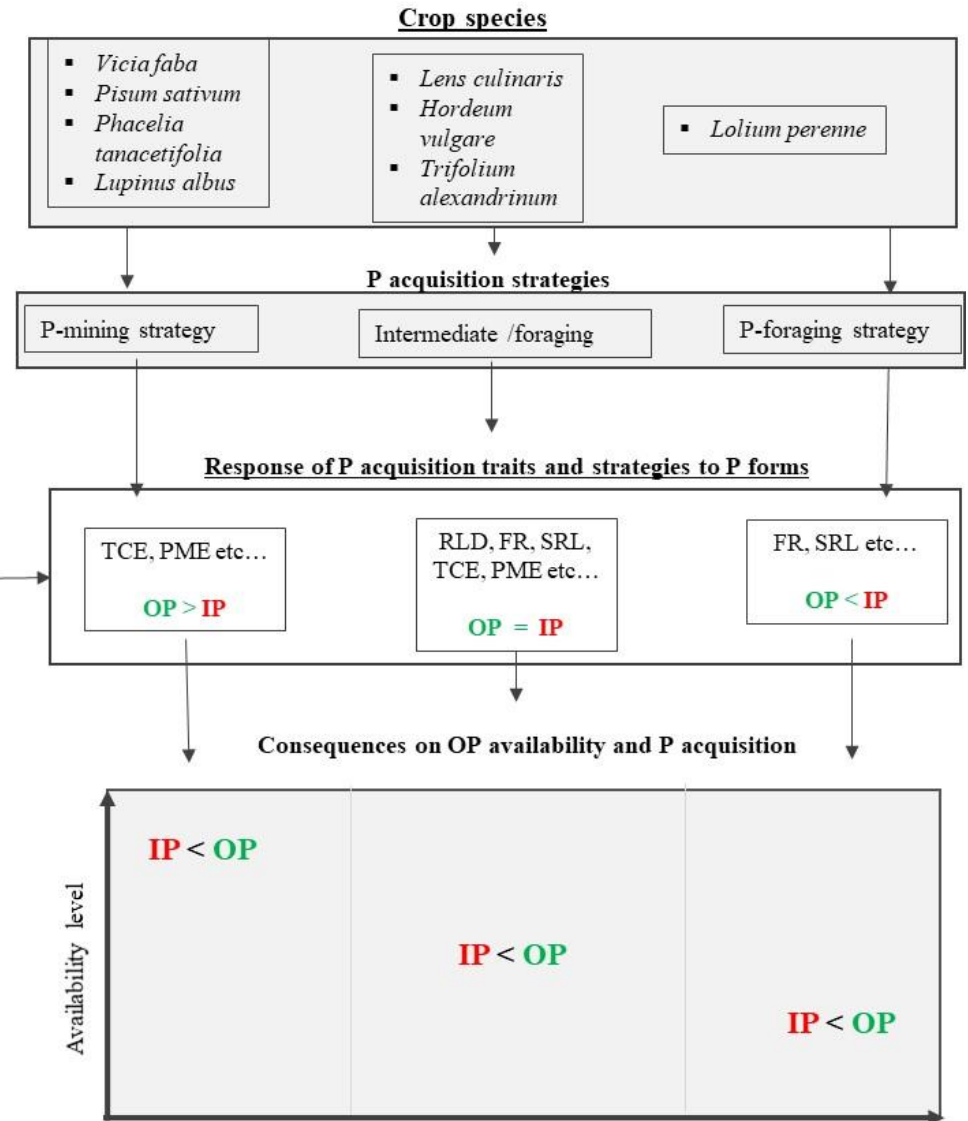 Crop species
▪ Vicia faba
▪ Pisum sativum
▪ Phacelia
tanacetifolia
▪ Lupinus albus
▪ Lens culinaris
▪ Hordeum
vulgare
▪ Trifolium
alexandrinum
▪ Lolium perenne
P acquisition strategies
P-mining strategy
Intermediate /foraging
P-foraging strategy
Response of P acquisition traits and strategies to P forms
TCE, PME etc…
OP > IP
RLD, FR, SRL,
TCE, PME etc…
OP = IP
FR, SRL etc…
OP < IP
Consequences on OP availability and P acquisition
Availability level
IP < OP
IP < OP
IP < OP